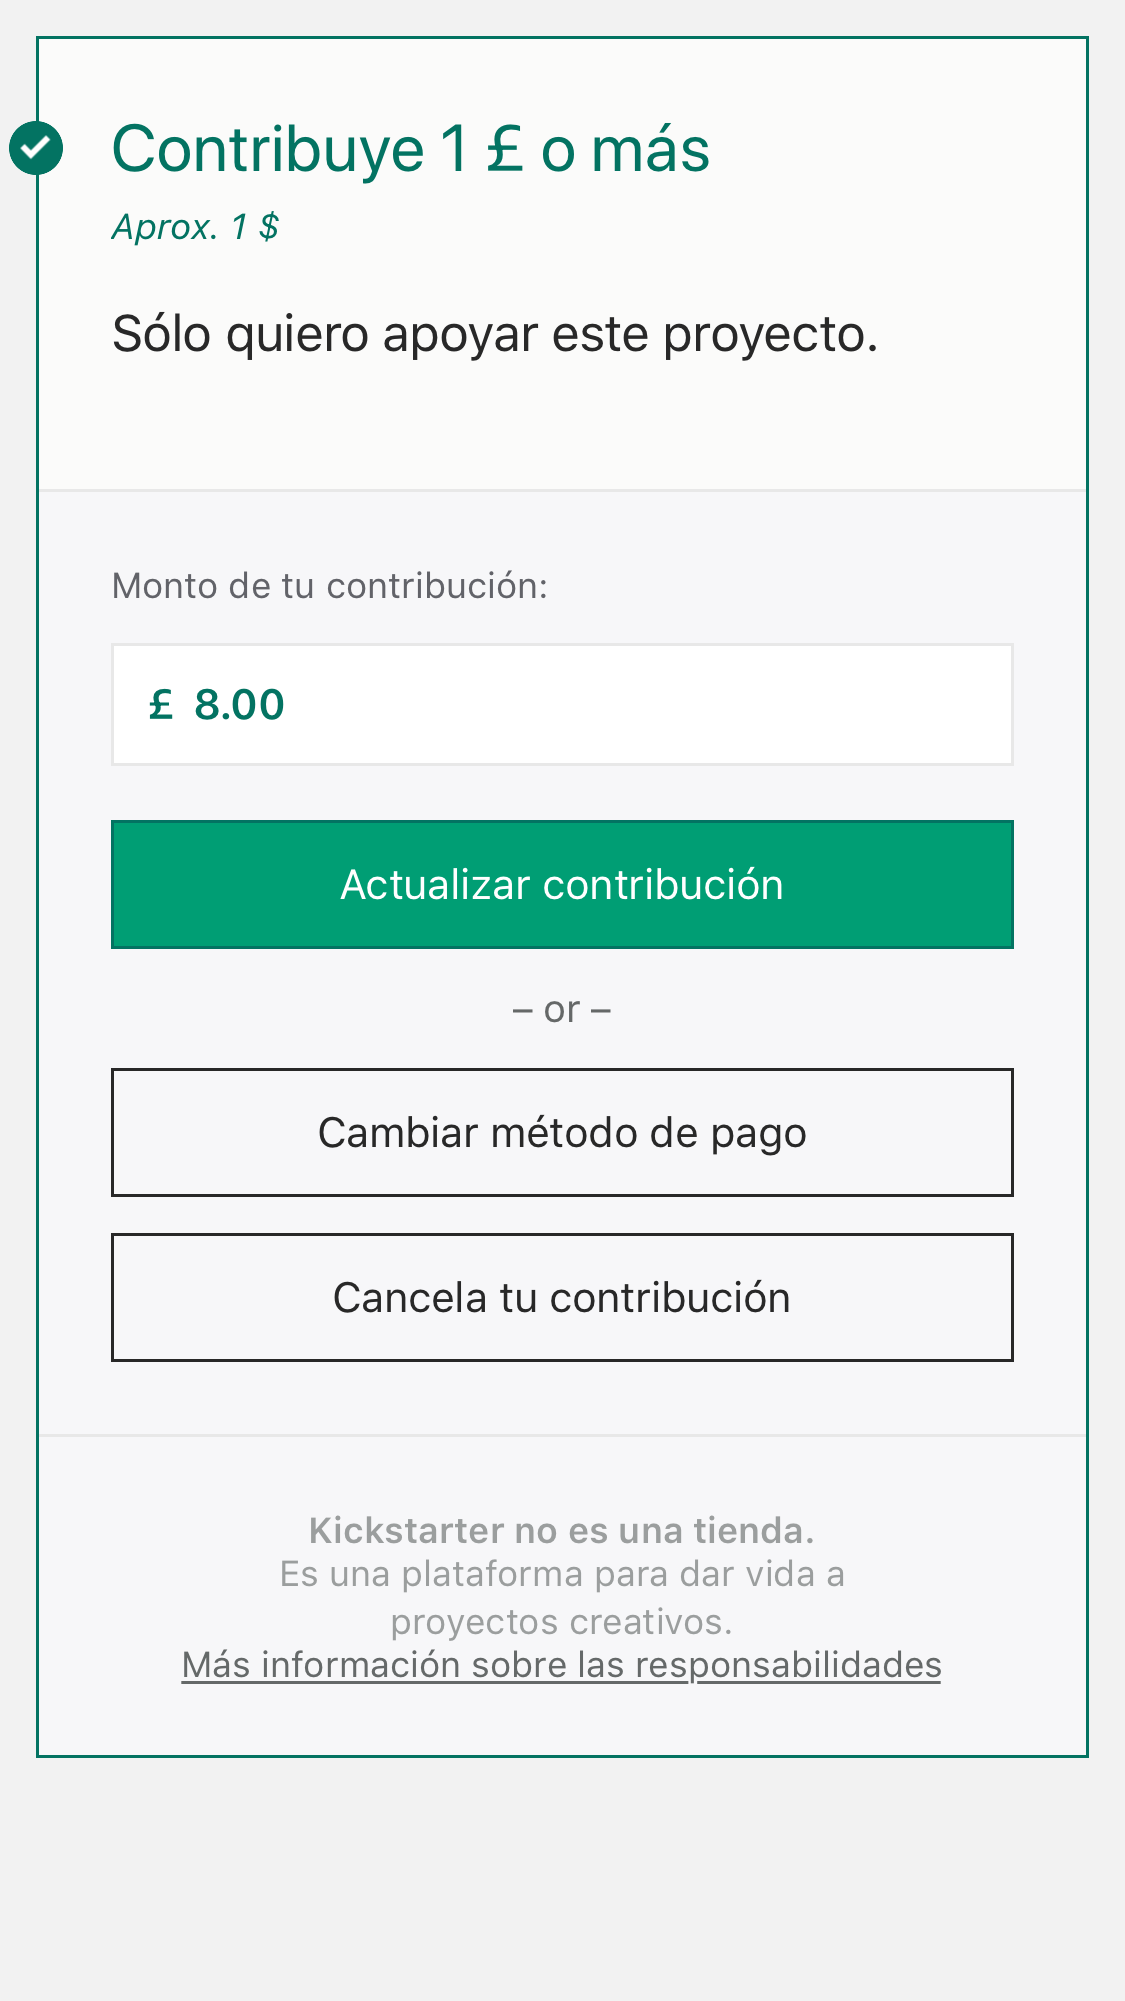 Contribuye 1 £ o más
Aprox. 1 $
Sólo quiero apoyar este proyecto.
Monto de tu contribución:
£ 8.00
Actualizar contribución
– or –
Cambiar método de pago
Cancela tu contribución
Kickstarter no es una tienda.
Es una plataforma para dar vida a
proyectos creativos.
Más información sobre las responsabilidades